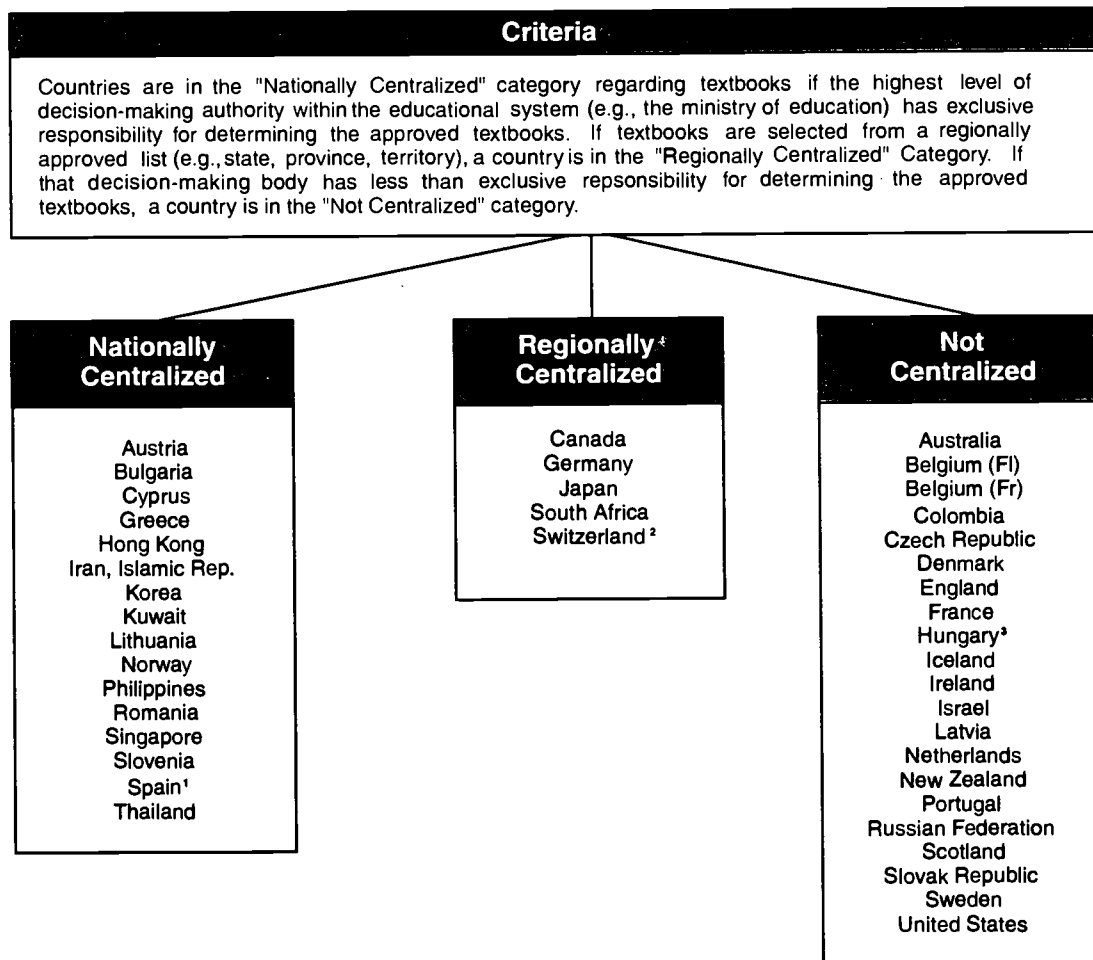 Criteria
Countries are in the "Nationally Centralized" category regarding textbooks if the highest level of
decision-making authority within the educational system (e.g., the ministry of education) has exclusive
responsibility for determining the approved textbooks. If textbooks are selected from a regionally
approved list (e.g., state, province, territory), a country is in the "Regionally Centralized" Category. If
that decision-making body has less than exclusive repsonsibility for determining the approved
textbooks, a country is in the "Not Centralized" category.
Nationally
Centralized
Austria
Bulgaria
Cyprus
Greece
Hong Kong
Iran, Islamic Rep.
Korea
Kuwait
Lithuania
Norway
Philippines
Romania
Singapore
Slovenia
Spain¹
Thailand
Regionally
Centralized
Canada
Germany
Japan
South Africa
Switzerland ²
Not
Centralized
Australia
Belgium (Fl)
Belgium (Fr)
Colombia
Czech Republic
Denmark
England
France
Hungary³
Iceland
Ireland
Israel
Latvia
Netherlands
New Zealand
Portugal
Russian Federation
Scotland
Slovak Republic
Sweden
United States